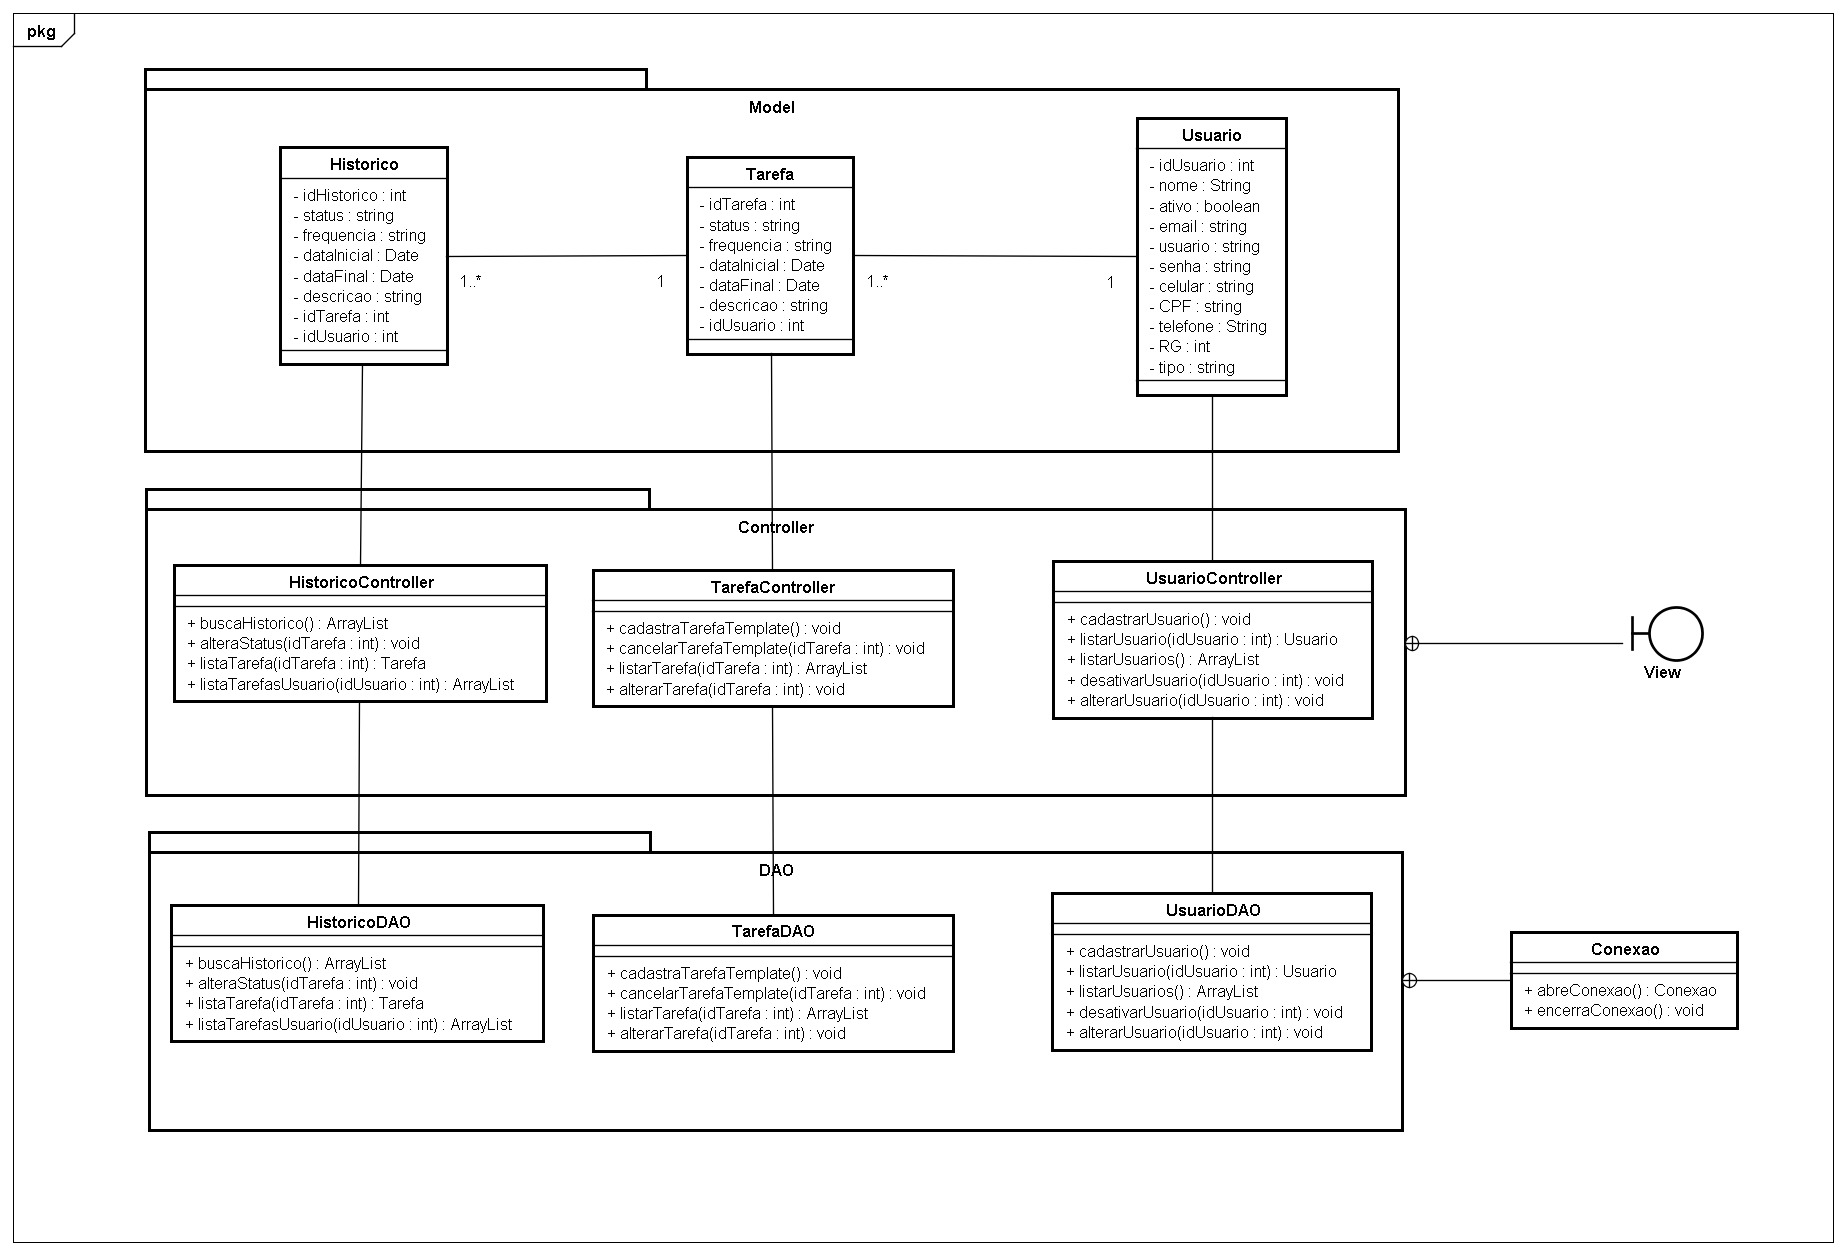 pkg
Model
Historico
- idHistorico : int
- status : string
- frequencia : string
- dataInicial : Date
- dataFinal : Date
- descricao : string
- idTarefa : int
- idUsuario : int
1..*
1
Tarefa
- idTarefa : int
- status : string
- frequencia : string
- dataInicial : Date
- dataFinal : Date
- descricao : string
- idUsuario : int
1..*
1
Usuario
- idUsuario : int
- nome : String
- ativo : boolean
- email : string
- usuario : string
- senha : string
- celular : string
- CPF : string
- telefone : String
- RG : int
- tipo : string
Controller
HistoricoController
+ buscaHistorico() : ArrayList
+ alteraStatus(idTarefa : int) : void
+ listaTarefa(idTarefa : int) : Tarefa
+ listaTarefasUsuario(idUsuario : int) : ArrayList
TarefaController
+ cadastraTarefaTemplate() : void
+ cancelarTarefaTemplate(idTarefa : int) : void
+ listarTarefa(idTarefa : int) : ArrayList
+ alterarTarefa(idTarefa : int) : void
UsuarioController
+ cadastrarUsuario() : void
+ listarUsuario(idUsuario : int) : Usuario
+ listarUsuarios() : ArrayList
+ desativarUsuario(idUsuario : int) : void
+ alterarUsuario(idUsuario : int) : void
View
DAO
HistoricoDAO
+ buscaHistorico() : ArrayList
+ alteraStatus(idTarefa : int) : void
+ listaTarefa(idTarefa : int) : Tarefa
+ listaTarefasUsuario(idUsuario : int) : ArrayList
TarefaDAO
+ cadastraTarefaTemplate() : void
+ cancelarTarefaTemplate(idTarefa : int) : void
+ listarTarefa(idTarefa : int) : ArrayList
+ alterarTarefa(idTarefa : int) : void
UsuarioDAO
+ cadastrarUsuario() : void
+ listarUsuario(idUsuario : int) : Usuario
+ listarUsuarios() : ArrayList
+ desativarUsuario(idUsuario : int) : void
+ alterarUsuario(idUsuario : int) : void
Conexao
+ abreConexao() : Conexao
+ encerraConexao() : void